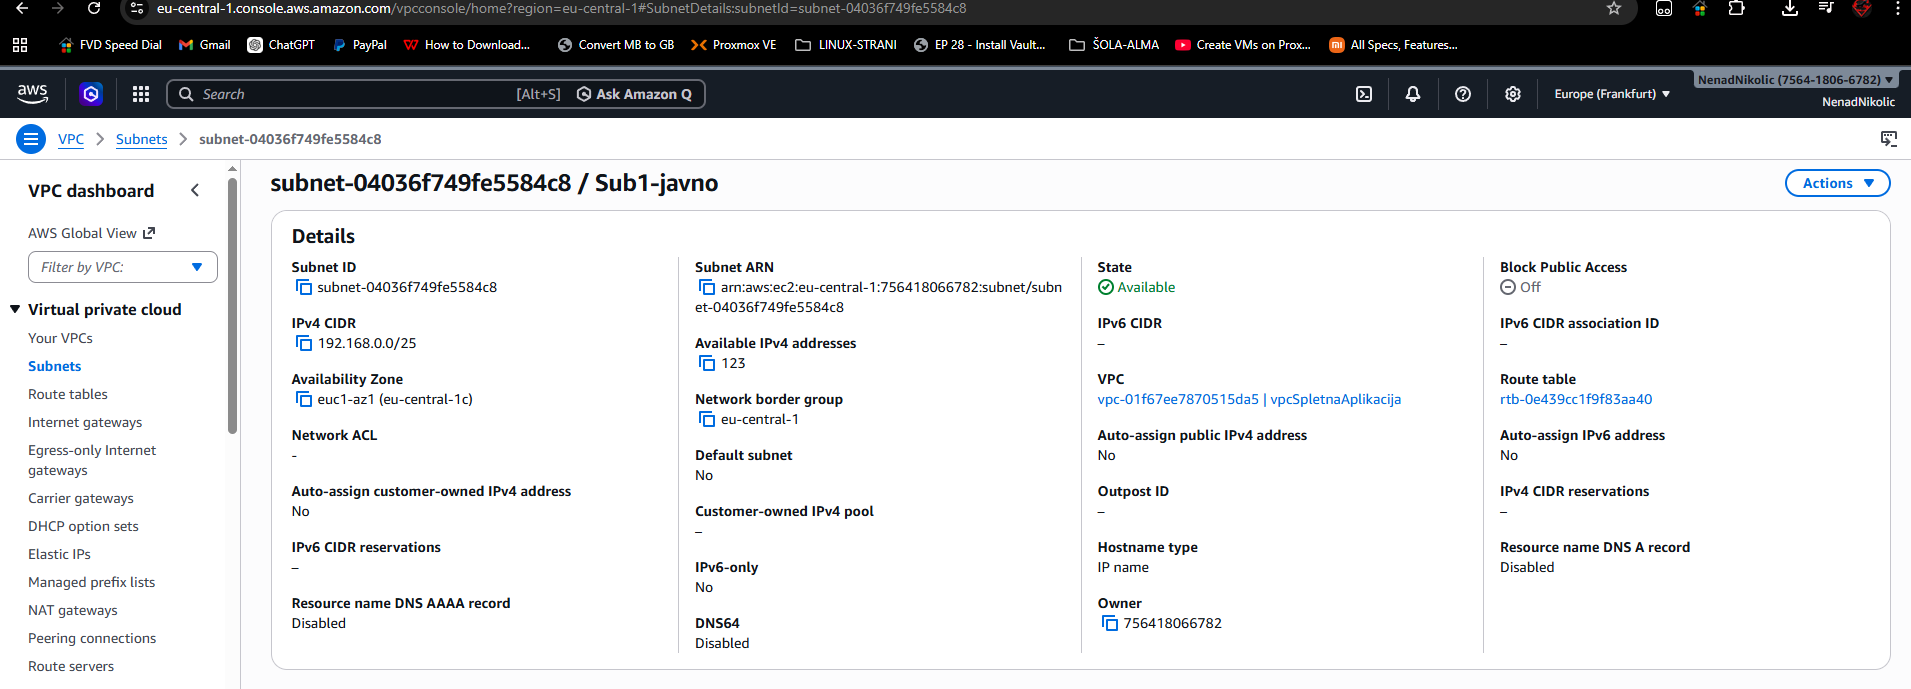 eu-central-1.console.aws.amazon.com/vpcconsole/home?region=eu-central-1#SubnetDetails:subnetId=subnet-04036f749fe5584c8
FVD Speed Dial
Gmail
ChatGPT
PayPal
How to Download...
Convert MB to GB
Proxmox VE
LINUX-STRANI
EP 28 - Install Vault...
ŠOLA-ALMA
Create VMs on Prox...
All Specs, Features...
aws
Search
[Alt+S]
Ask Amazon Q
Europe (Frankfurt)
NenadNikolic (7564-1806-6782)
NenadNikolic
VPC
Subnets
subnet-04036f749fe5584c8
VPC dashboard
AWS Global View
Filter by VPC:
Virtual private cloud
Your VPCs
Subnets
Route tables
Internet gateways
Egress-only Internet
gateways
Carrier gateways
DHCP option sets
Elastic IPs
Managed prefix lists
NAT gateways
Peering connections
Route servers
subnet-04036f749fe5584c8 / Sub1-javno
Actions
Details
Subnet ID
subnet-04036f749fe5584c8
IPv4 CIDR
192.168.0.0/25
Availability Zone
euc1-az1 (eu-central-1c)
Network ACL
-
Auto-assign customer-owned IPv4 address
No
IPv6 CIDR reservations
–
Resource name DNS AAAA record
Disabled
Subnet ARN
arn:aws:ec2:eu-central-1:756418066782:subnet/subn
et-04036f749fe5584c8
Available IPv4 addresses
123
Network border group
eu-central-1
Default subnet
No
Customer-owned IPv4 pool
–
IPv6-only
No
DNS64
Disabled
State
Available
IPv6 CIDR
–
VPC
vpc-01f67ee7870515da5 | vpcSpletnaAplikacija
Auto-assign public IPv4 address
No
Outpost ID
–
Hostname type
IP name
Owner
756418066782
Block Public Access
Off
IPv6 CIDR association ID
–
Route table
rtb-0e439cc1f9f83aa40
Auto-assign IPv6 address
No
IPv4 CIDR reservations
–
Resource name DNS A record
Disabled